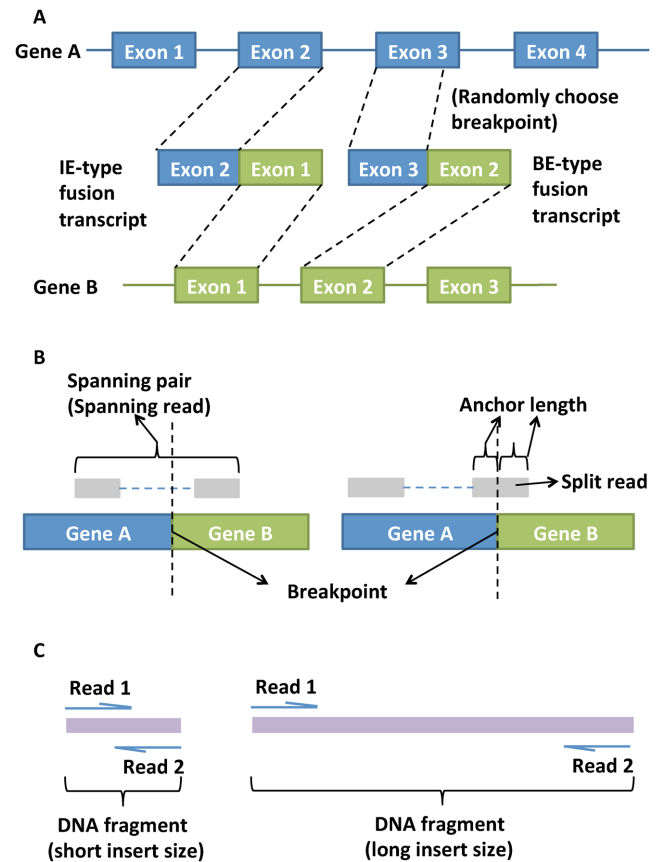 A
Gene A
Exon 1
Exon 2
Exon 3
Exon 4
(Randomly choose
breakpoint)
IE-type
fusion
transcript
Exon 2
Exon 1
Exon 3
Exon 2
BE-type
fusion
transcript
Gene B
Exon 1
Exon 2
Exon 3
B
Spanning pair
(Spanning read)
Anchor length
Split read
Gene A
Gene B
Gene A
Gene B
Breakpoint
C
Read 1
Read 2
DNA fragment
(short insert size)
Read 1
Read 2
DNA fragment
(long insert size)